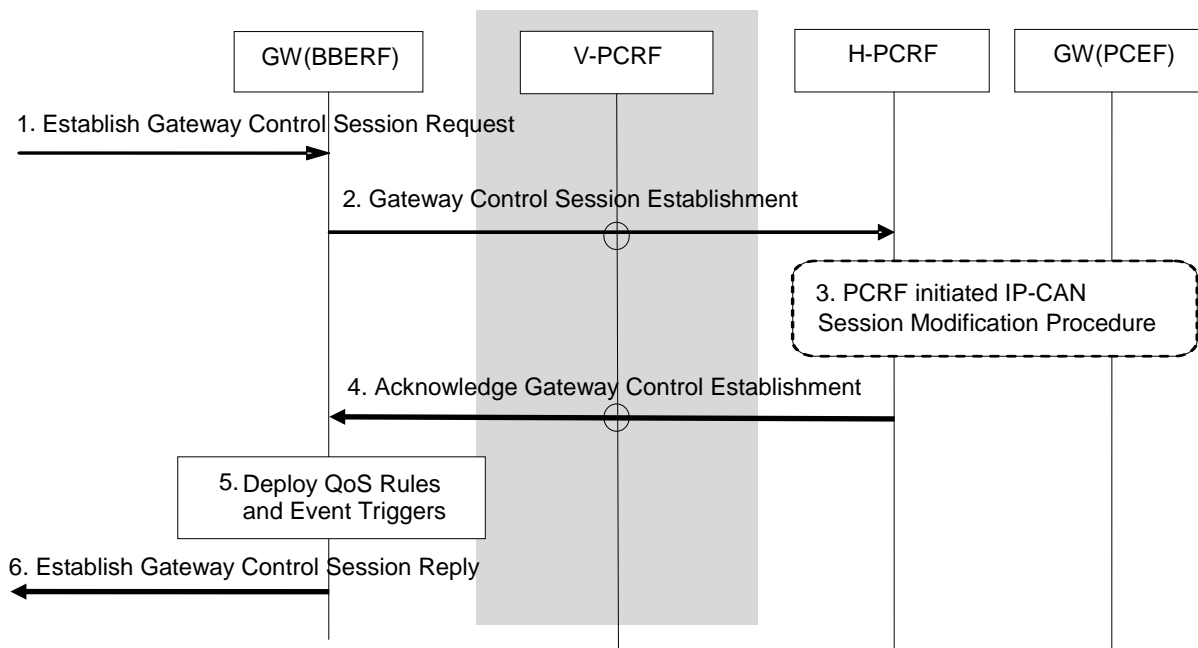 GW(BBERF)
V-PCRF
H-PCRF
GW(PCEF)
1. Establish Gateway Control Session Request
2. Gateway Control Session Establishment
3. PCRF initiated IP-CAN
Session Modification Procedure
4. Acknowledge Gateway Control Establishment
5. Deploy QoS Rules
and Event Triggers
6. Establish Gateway Control Session Reply